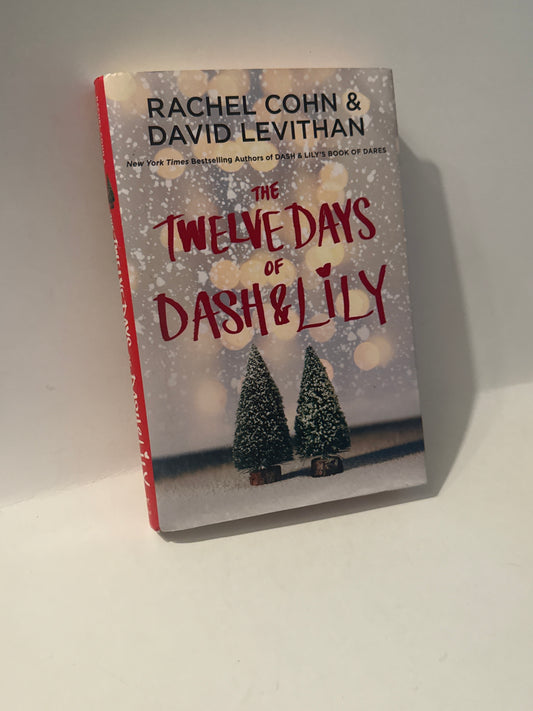 RACHEL COHN &
DAVID LEVITHAN
New York Times Bestselling Authors of DASH & LILY'S BOOK OF DARES
THE
TWELVE DAYS
OF
DASH & LILY